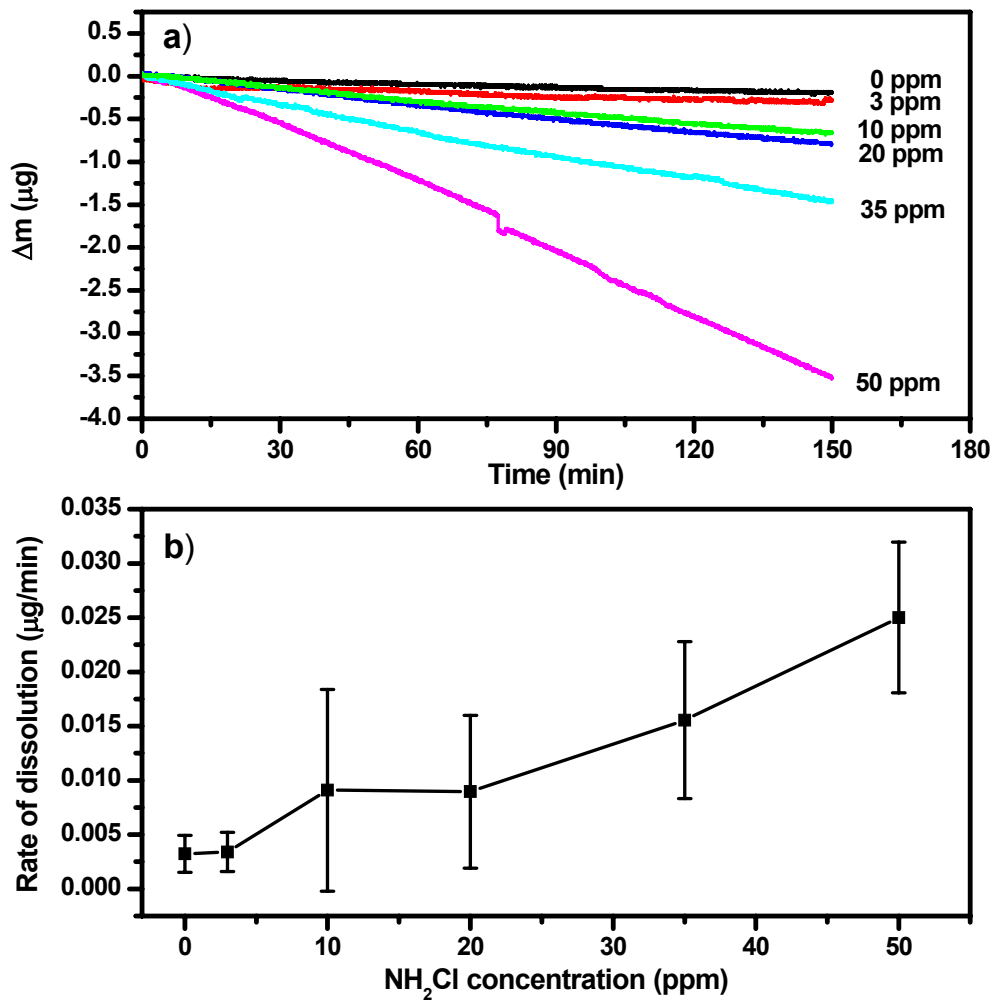 a)
0.5
0.0
-0.5
-1.0
-1.5
-2.0
-2.5
-3.0
-3.5
-4.0
Δm (µg)
0 ppm
3 ppm
10 ppm
20 ppm
35 ppm
50 ppm
0 30 60 90 120 150 180
Time (min)
b)
0.035
0.030
0.025
0.020
0.015
0.010
0.005
0.000
Rate of dissolution (µg/min)
0 10 20 30 40 50
NH₂Cl concentration (ppm)